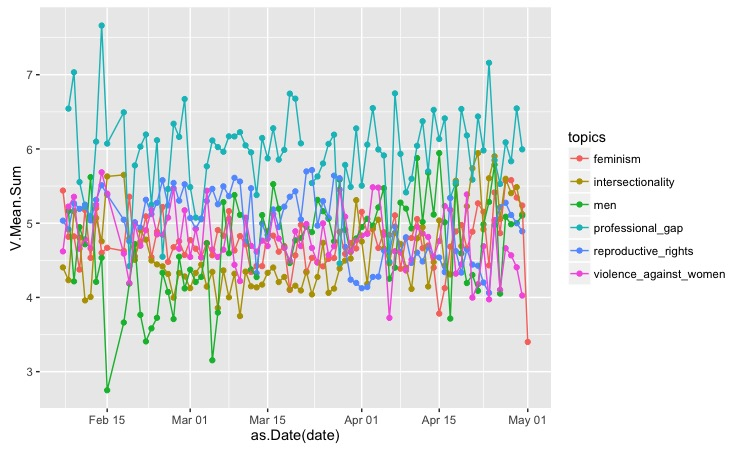 7
6
5
4
3
V.Mean.Sum
Feb 15
Mar 01
Mar 15
Apr 01
Apr 15
May 01
as.Date(date)
topics
feminism
intersectionality
men
professional_gap
reproductive_rights
violence_against_women